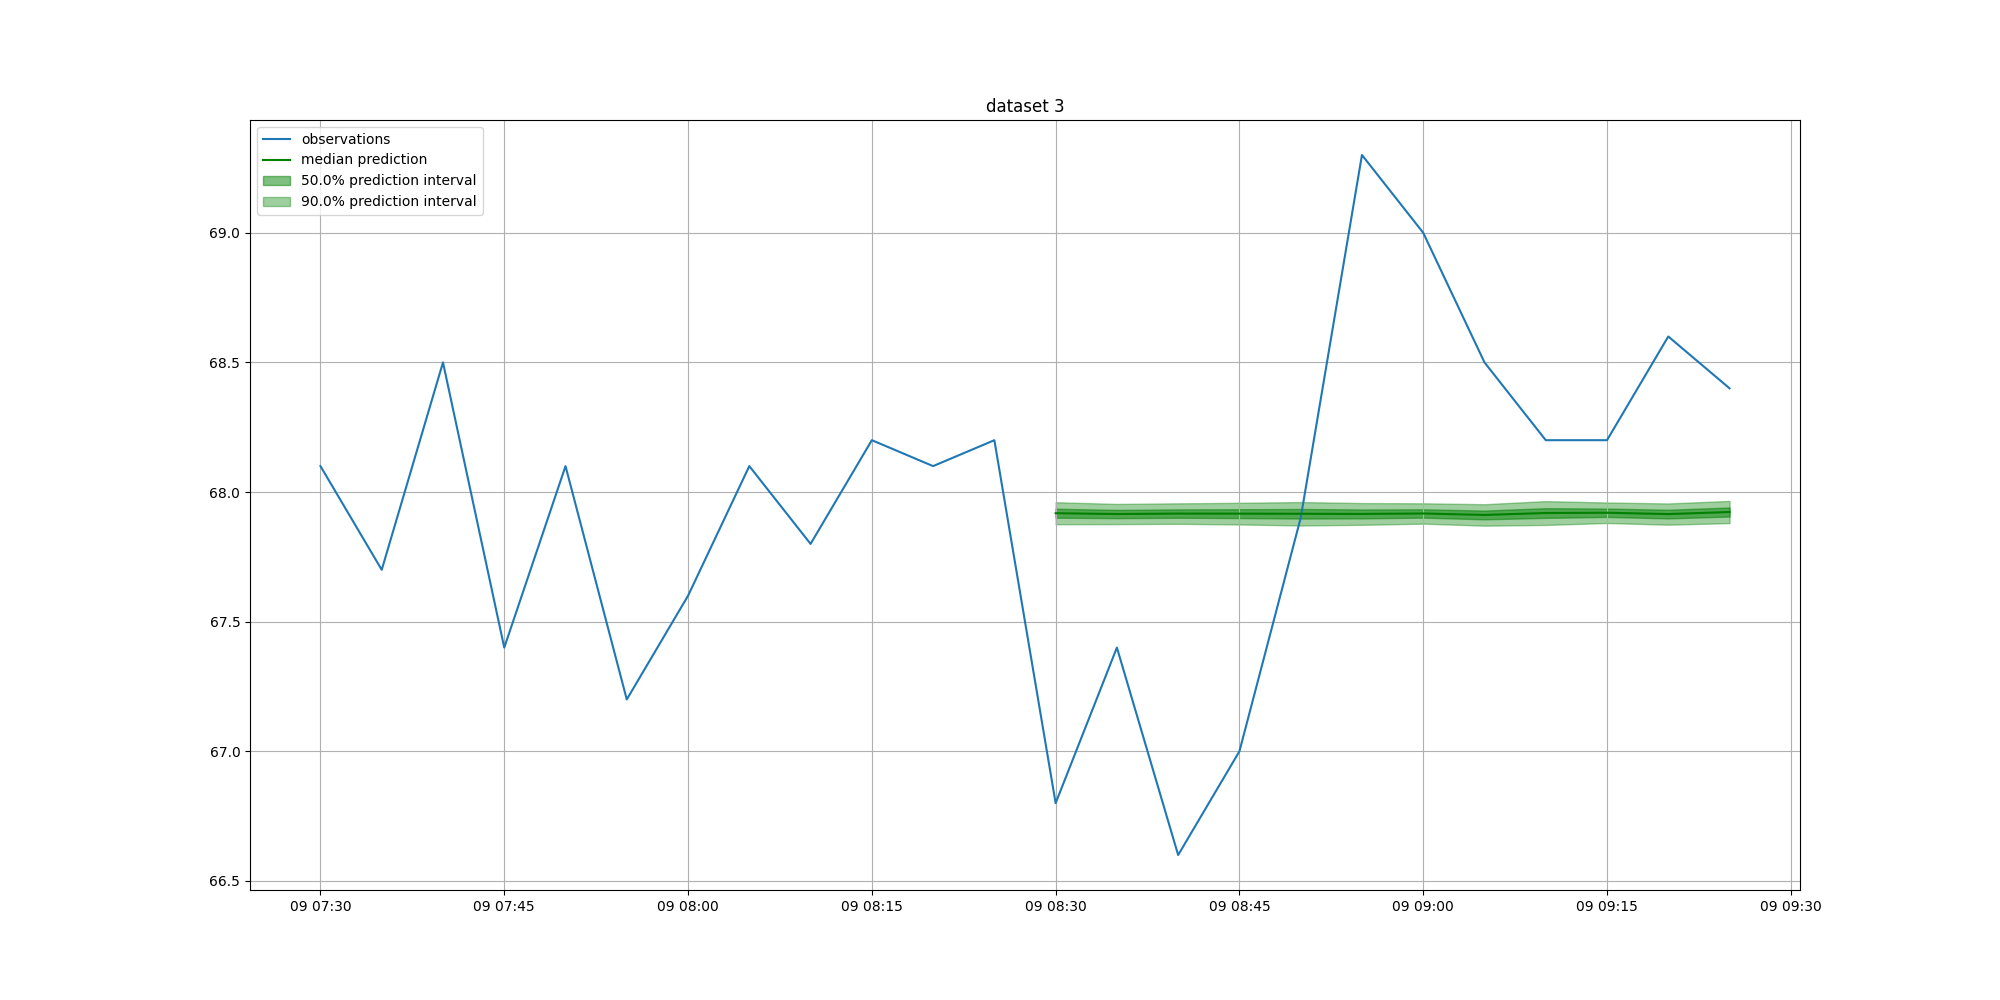 dataset 3
observations
median prediction
50.0% prediction interval
90.0% prediction interval
69.0
68.5
68.0
67.5
67.0
66.5
09 07:30 09 07:45 09 08:00 09 08:15 09 08:30 09 08:45 09 09:00 09 09:15 09 09:30